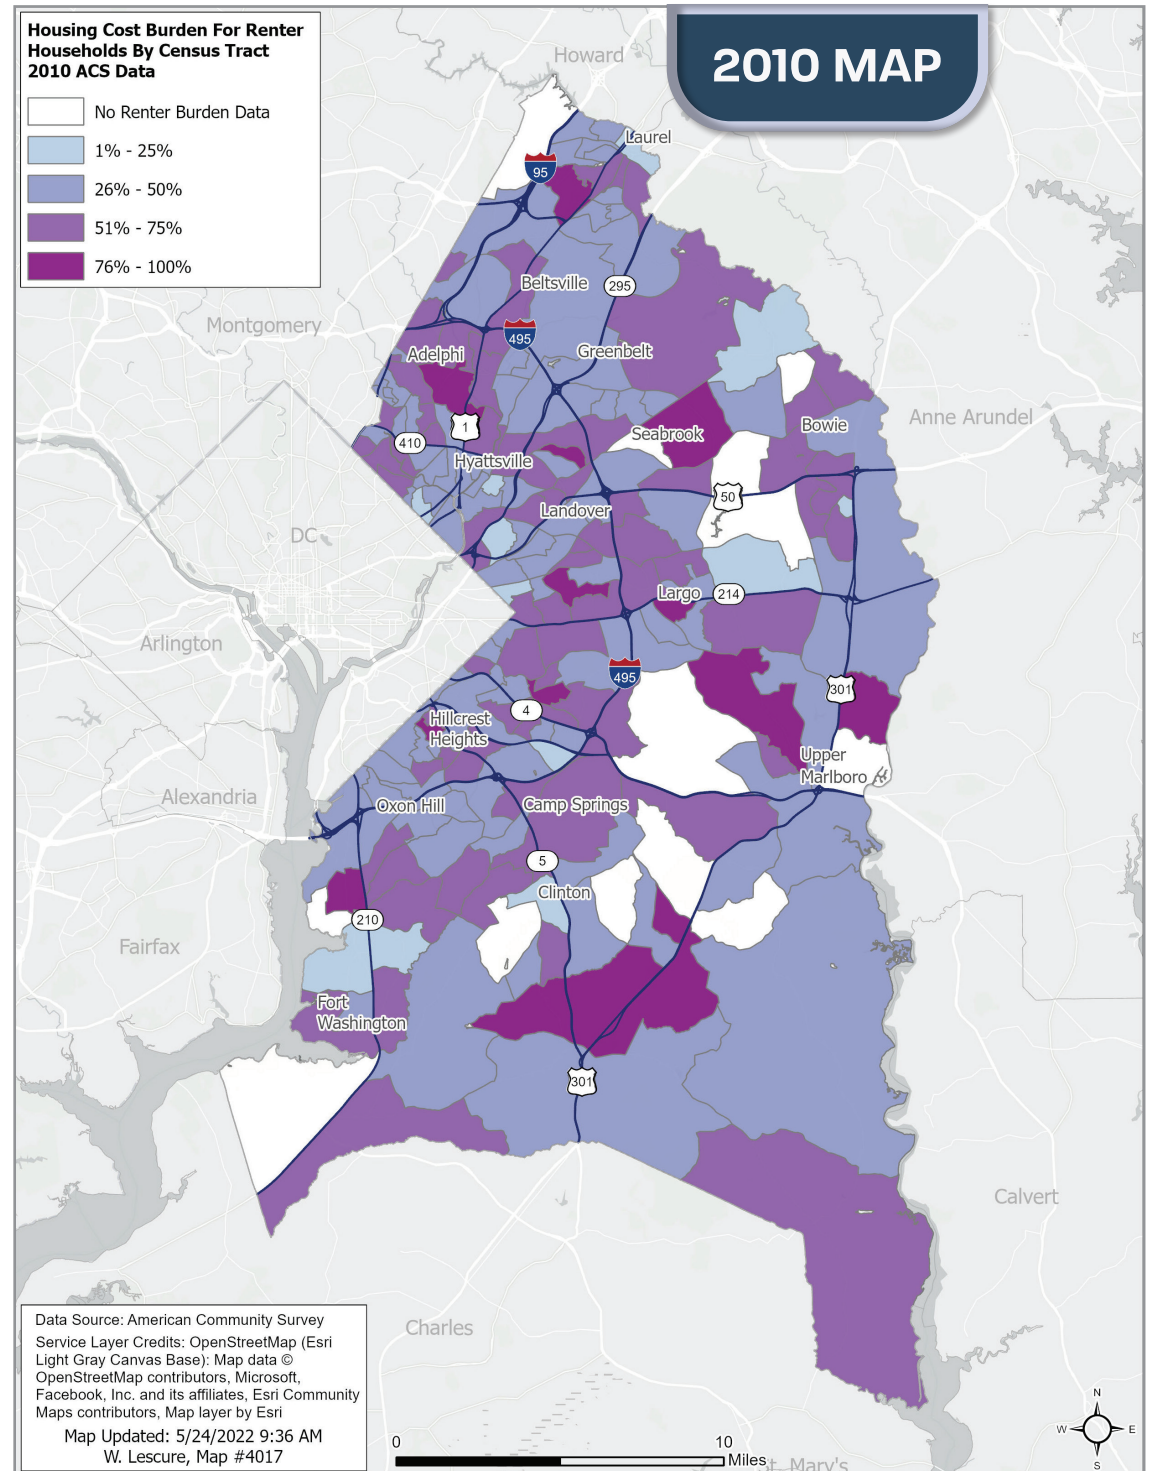 Housing Cost Burden For Renter
Households By Census Tract
2010 ACS Data
No Renter Burden Data
1% - 25%
26% - 50%
51% - 75%
76% - 100%
2010 MAP
Howard
Laurel
95
Beltsville
295
Montgomery
495
Adelphi
Greenbelt
Anne Arundel
1
Seabrook
Bowie
410
Hyattsville
50
Landover
DC
Largo
214
Arlington
495
301
4
Hillcrest
Heights
Upper
Marlboro
Alexandria
Oxon Hill
Camp Springs
5
Clinton
210
Fairfax
Fort
Washington
301
Calvert
Charles
Data Source: American Community Survey
Service Layer Credits: OpenStreetMap (Esri
Light Gray Canvas Base): Map data ©
OpenStreetMap contributors, Microsoft,
Facebook, Inc. and its affiliates, Esri Community
Maps contributors, Map layer by Esri
Map Updated: 5/24/2022 9:36 AM
W. Lescure, Map #4017
0
10
Miles
St. Mary's
N
W
E
S